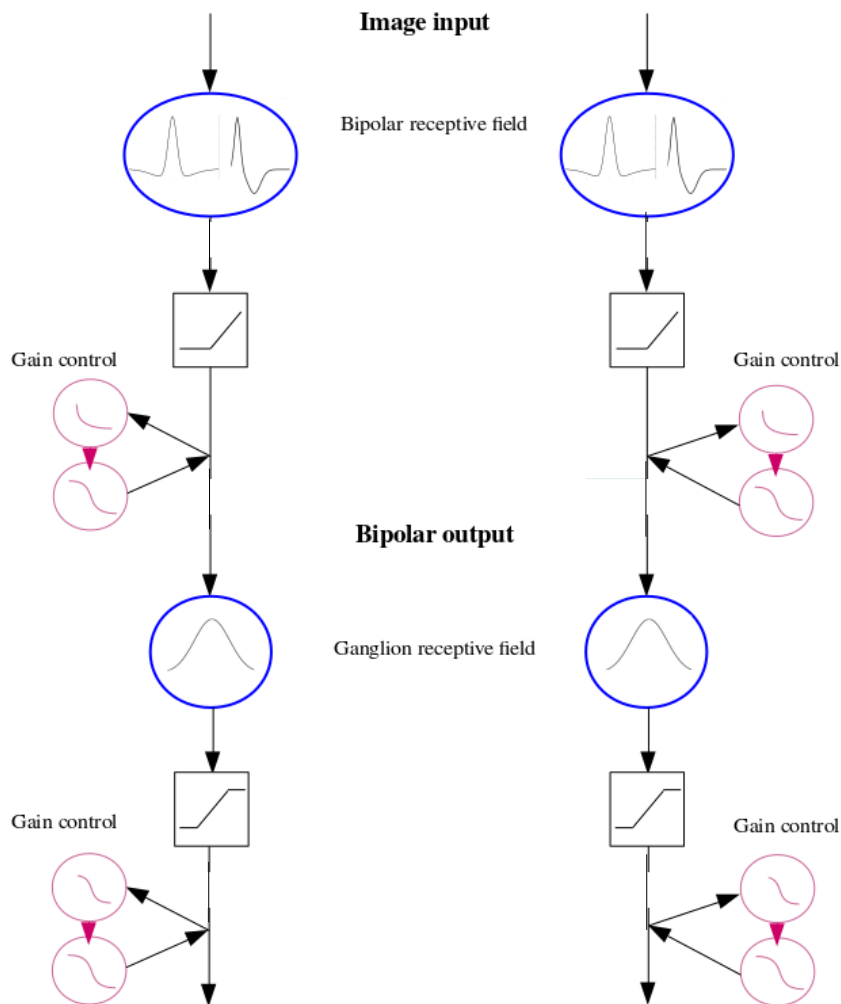 Image input
Bipolar receptive field
Gain control
Gain control
Bipolar output
Ganglion receptive field
Gain control
Gain control